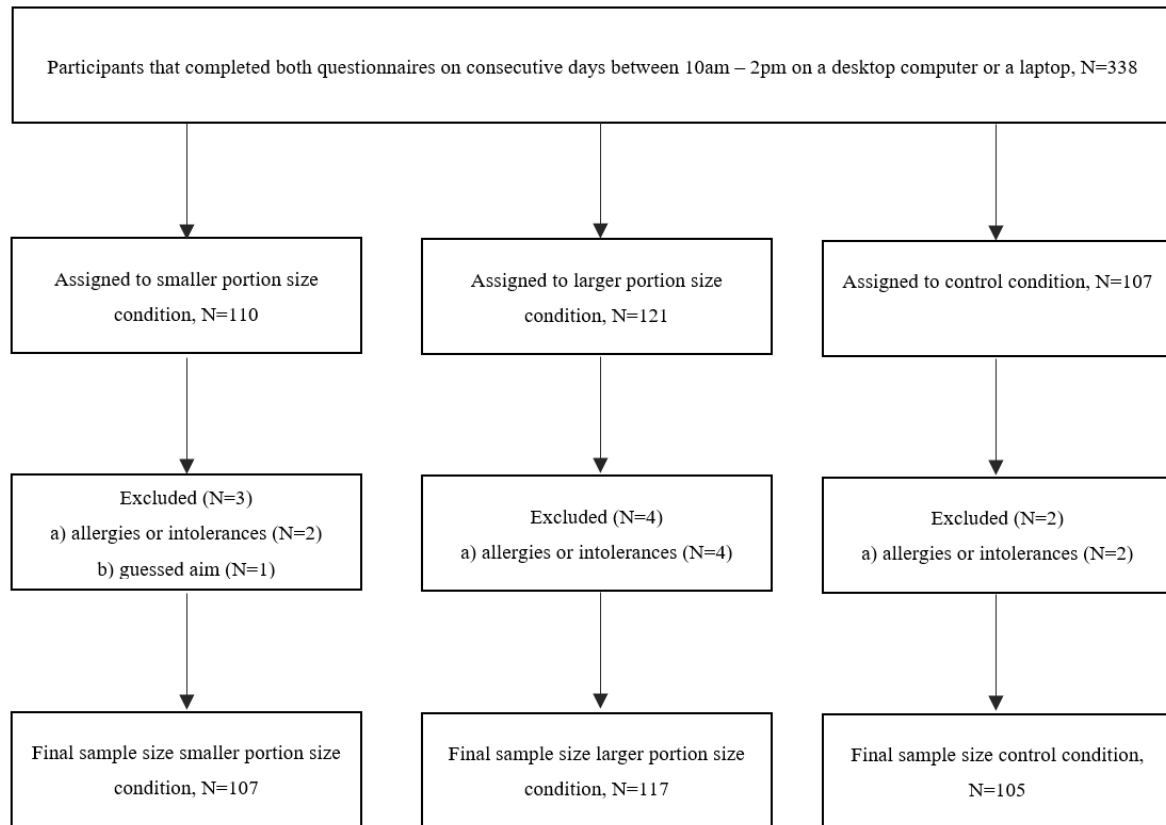 Participants that completed both questionnaires on consecutive days between 10am – 2pm on a desktop computer or a laptop, N=338
Assigned to smaller portion size
condition, N=110
Assigned to larger portion size
condition, N=121
Assigned to control condition, N=107
Excluded (N=3)
a) allergies or intolerances (N=2)
b) guessed aim (N=1)
Excluded (N=4)
a) allergies or intolerances (N=4)
Excluded (N=2)
a) allergies or intolerances (N=2)
Final sample size smaller portion size
condition, N=107
Final sample size larger portion size
condition, N=117
Final sample size control condition,
N=105